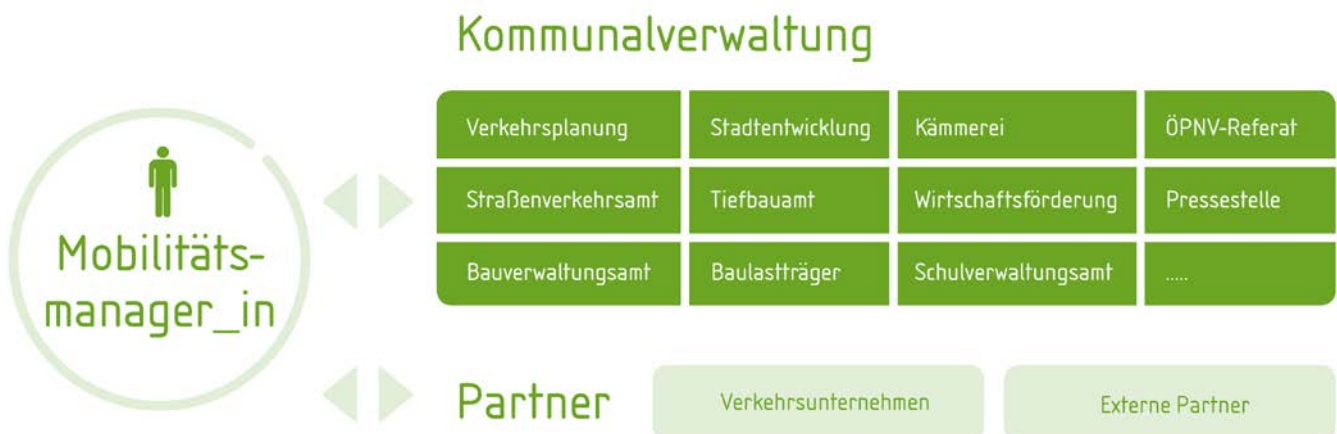 Kommunalverwaltung
Verkehrsplanung Stadtentwicklung Kämmerei ÖPNV-Referat
Straßenverkehrsamt Tiefbauamt Wirtschaftsförderung Pressestelle
Bauverwaltungsamt Baulastträger Schulverwaltungsamt .....
Mobilitäts-
manager_in
Partner Verkehrsunternehmen Externe Partner